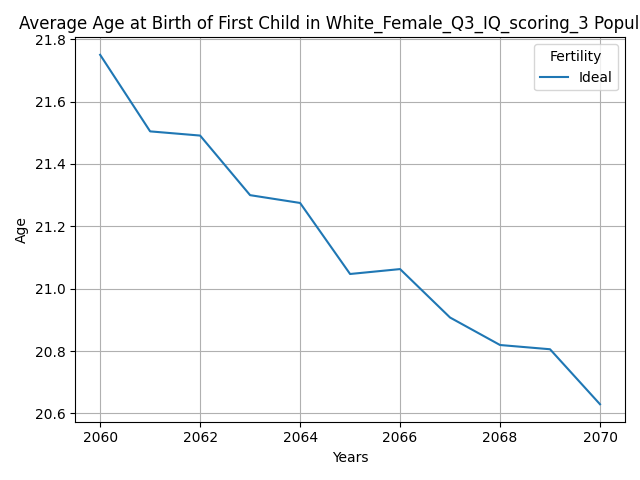 Average Age at Birth of First Child in White_Female_Q3_IQ_scoring_3 Popul
21.8
21.6
21.4
21.2
21.0
20.8
20.6
Age
Fertility
Ideal
2060 2062 2064 2066 2068 2070
Years